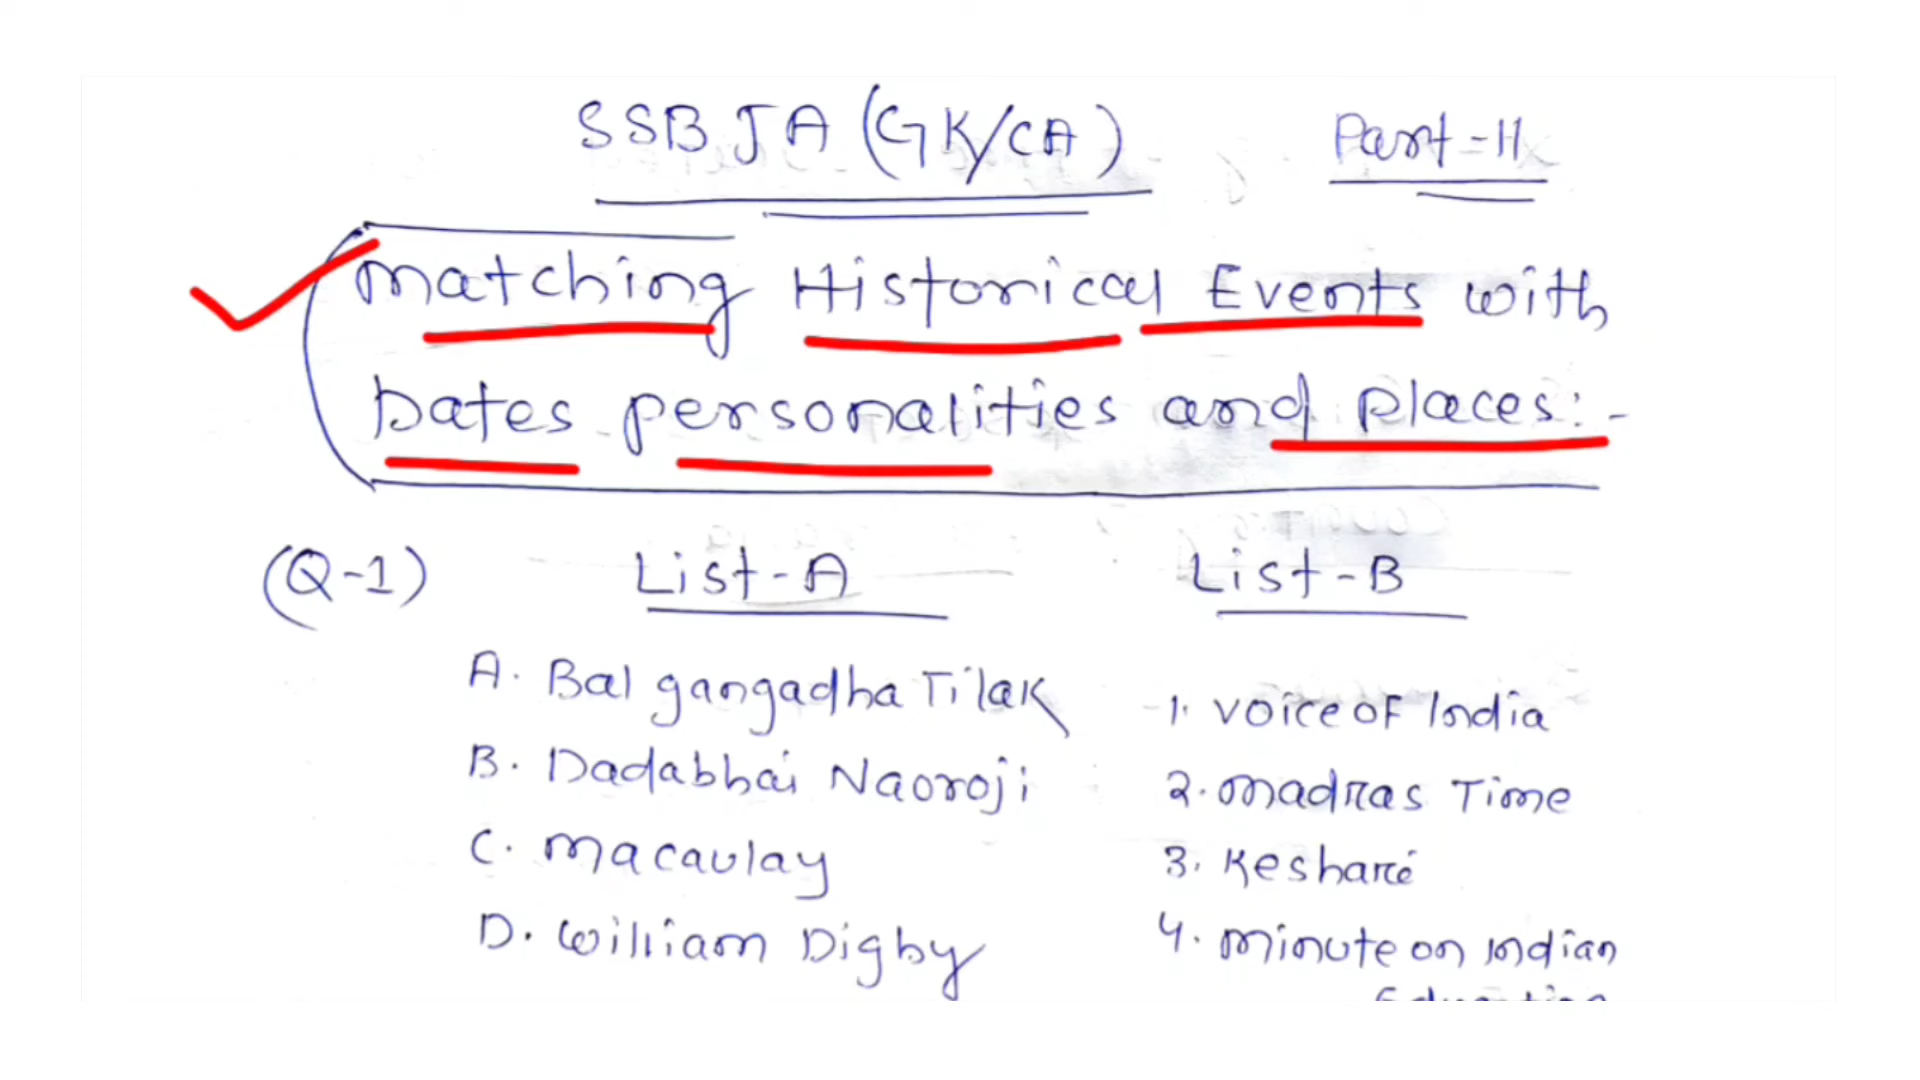 SSB JA (GK/CA) Part-II
Matching Historical Events with
Dates personalities and places:-
(Q-1) List-A List-B
A. Bal gangadha Tilak 1. Voice of India
B. Dadabhai Naoroji 2. Madras Time
C. Macaulay 3. Keshari
D. William Digby 4. Minute on Indian